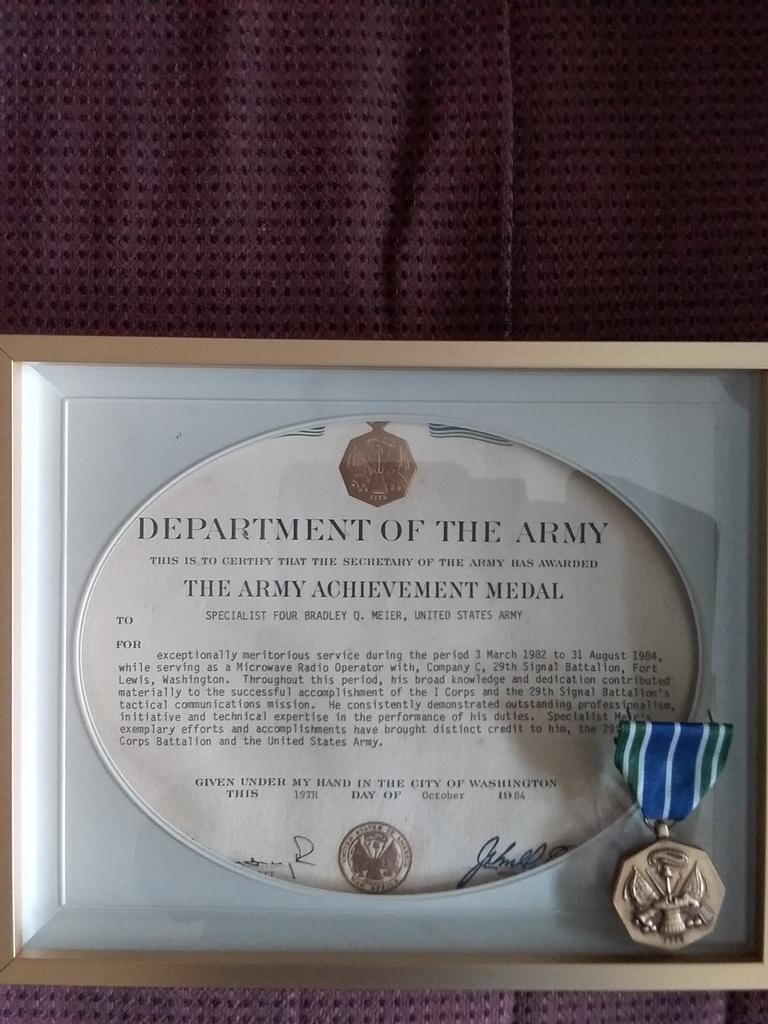 DEPARTMENT OF THE ARMY
THIS IS TO CERTIFY THAT THE SECRETARY OF THE ARMY HAS AWARDED
THE ARMY ACHIEVEMENT MEDAL
TO SPECIALIST FOUR BRADLEY Q. MEIER, UNITED STATES ARMY
FOR
exceptionally meritorious service during the period 3 March 1982 to 31 August 1984,
while serving as a Microwave Radio Operator with, Company C, 29th Signal Battalion, Fort
Lewis, Washington. Throughout this period, his broad knowledge and dedication contributed
materially to the successful accomplishment of the I Corps and the 29th Signal Battalion's
tactical communications mission. He consistently demonstrated outstanding professionalism,
initiative and technical expertise in the performance of his duties. Specialist Meier's
exemplary efforts and accomplishments have brought distinct credit to him, the
Corps Battalion and the United States Army.
GIVEN UNDER MY HAND IN THE CITY OF WASHINGTON
THIS 19TH DAY OF October 1984